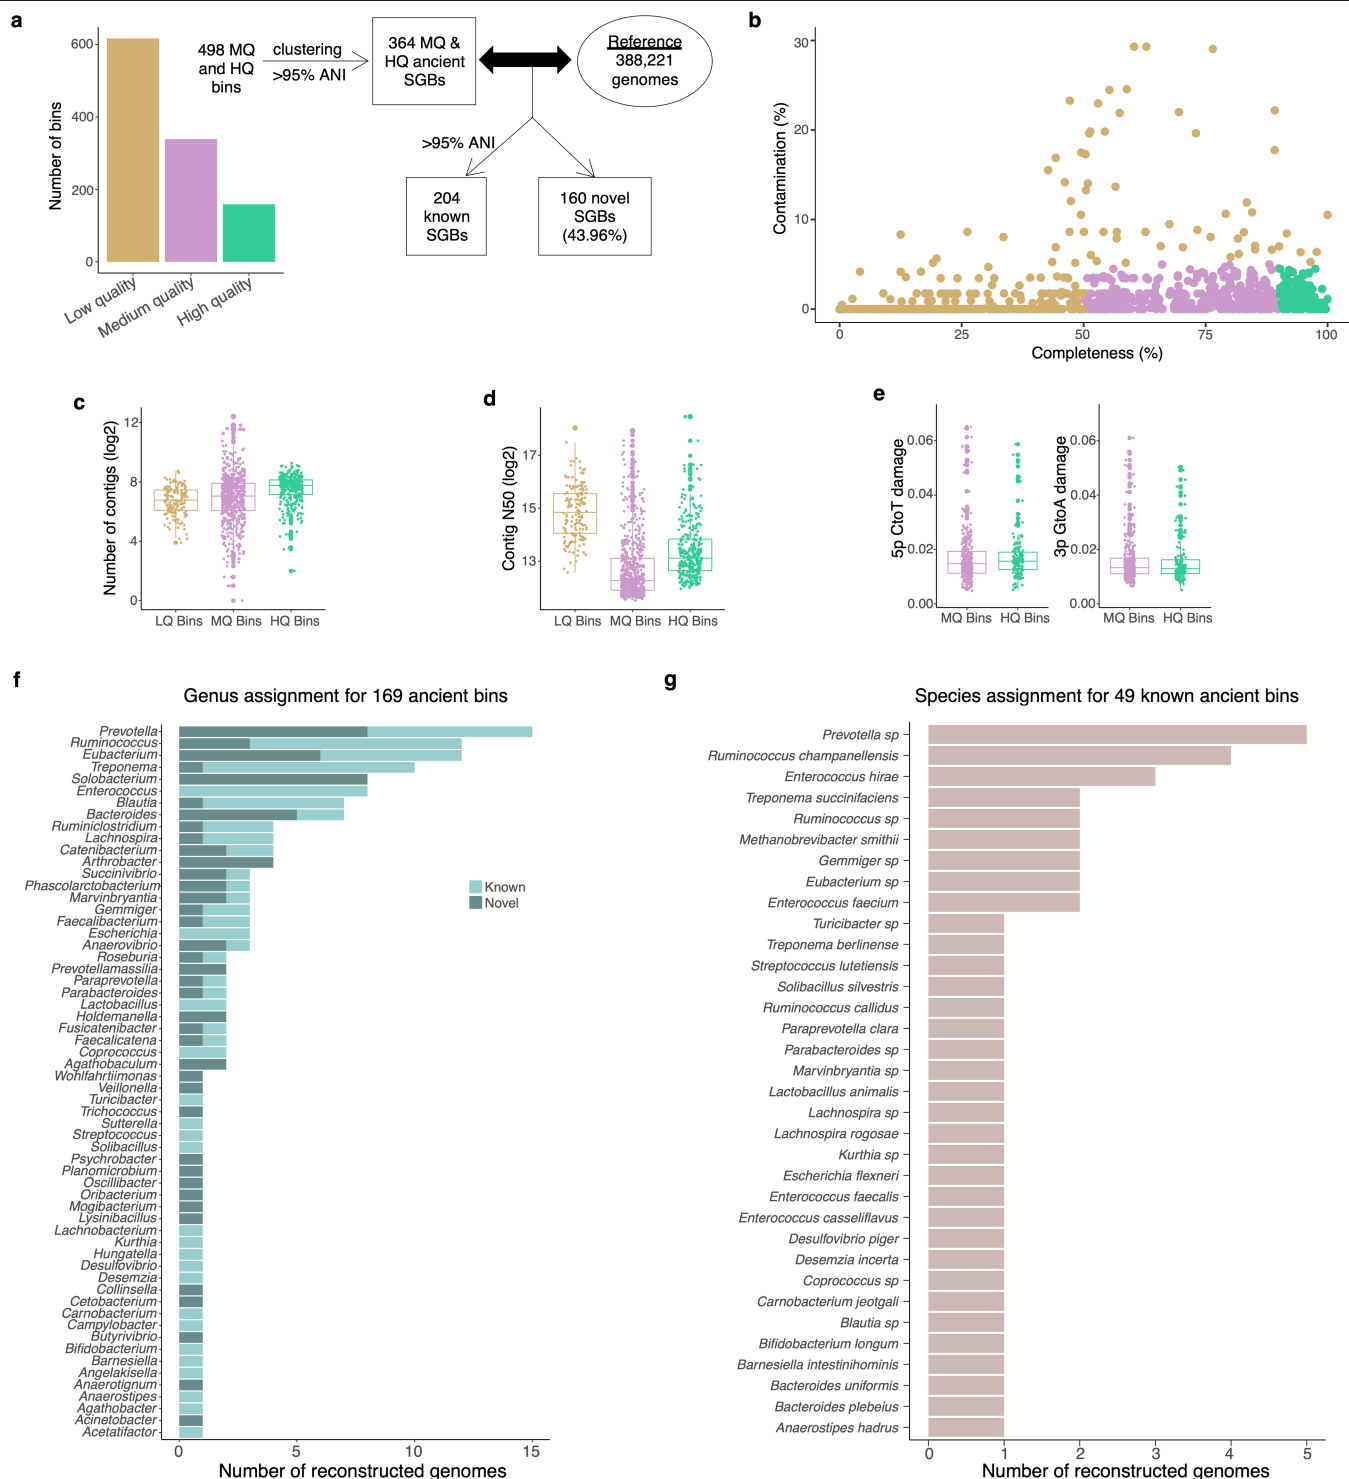 a
Number of bins
600
400
200
0
Low quality
Medium quality
High quality
498 MQ
and HQ
bins
clustering
>95% ANI
364 MQ &
HQ ancient
SGBs
Reference
388,221
genomes
>95% ANI
204
known
SGBs
160 novel
SGBs
(43.96%)
b
Contamination (%)
30
20
10
0
0 25 50 75 100
Completeness (%)
c
Number of contigs (log2)
12
8
4
0
LQ Bins MQ Bins HQ Bins
d
Contig N50 (log2)
17
15
13
LQ Bins MQ Bins HQ Bins
e
5p CtoT damage
0.06
0.04
0.02
0.00
MQ Bins HQ Bins
3p GtoA damage
0.06
0.04
0.02
0.00
MQ Bins HQ Bins
f
Genus assignment for 169 ancient bins
Prevotella
Ruminococcus
Eubacterium
Treponema
Solobacterium
Enterococcus
Blautia
Bacteroides
Ruminiclostridium
Lachnospira
Catenibacterium
Arthrobacter
Succinivibrio
Phascolarctobacterium
Marvinbryantia
Gemmiger
Faecalibacterium
Escherichia
Anaerovibrio
Roseburia
Prevotellamassilia
Paraprevotella
Parabacteroides
Lactobacillus
Holdemanella
Fusicatenibacter
Faecalicatena
Coprococcus
Agathobaculum
Wohlfahrtiimonas
Veillonella
Turicibacter
Trichococcus
Sutterella
Streptococcus
Solibacillus
Psychrobacter
Planomicrobium
Oscillibacter
Oribacterium
Mogibacterium
Lysinibacillus
Lachnobacterium
Kurthia
Hungatella
Desulfovibrio
Desemzia
Collinsella
Cetobacterium
Carnobacterium
Campylobacter
Butyrivibrio
Bifidobacterium
Barnesiella
Angelakisella
Anaerotignum
Anaerostipes
Agathobacter
Acinetobacter
Acetatifactor
Known
Novel
0 5 10 15
Number of reconstructed genomes
g
Species assignment for 49 known ancient bins
Prevotella sp
Ruminococcus champanellensis
Enterococcus hirae
Treponema succinifaciens
Ruminococcus sp
Methanobrevibacter smithii
Gemmiger sp
Eubacterium sp
Enterococcus faecium
Turicibacter sp
Treponema berlinense
Streptococcus lutetiensis
Solibacillus silvestris
Ruminococcus callidus
Paraprevotella clara
Parabacteroides sp
Marvinbryantia sp
Lactobacillus animalis
Lachnospira sp
Lachnospira rogosae
Kurthia sp
Escherichia flexneri
Enterococcus faecalis
Enterococcus casseliflavus
Desulfovibrio piger
Desemzia incerta
Coprococcus sp
Carnobacterium jeotgali
Blautia sp
Bifidobacterium longum
Barnesiella intestinihominis
Bacteroides uniformis
Bacteroides plebeius
Anaerostipes hadrus
0 1 2 3 4 5
Number of reconstructed genomes